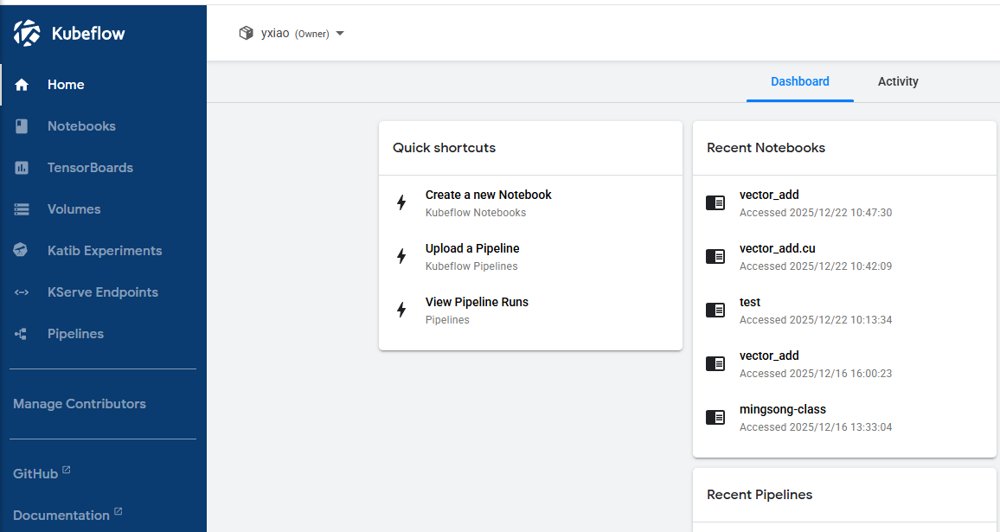 Kubeflow
yxiao (Owner)
Home
Notebooks
TensorBoards
Volumes
Katib Experiments
KServe Endpoints
Pipelines
Manage Contributors
GitHub
Documentation
Dashboard
Activity
Quick shortcuts
Create a new Notebook
Kubeflow Notebooks
Upload a Pipeline
Kubeflow Pipelines
View Pipeline Runs
Pipelines
Recent Notebooks
vector_add
Accessed 2025/12/22 10:47:30
vector_add.cu
Accessed 2025/12/22 10:42:09
test
Accessed 2025/12/22 10:13:34
vector_add
Accessed 2025/12/16 16:00:23
mingsong-class
Accessed 2025/12/16 13:33:04
Recent Pipelines